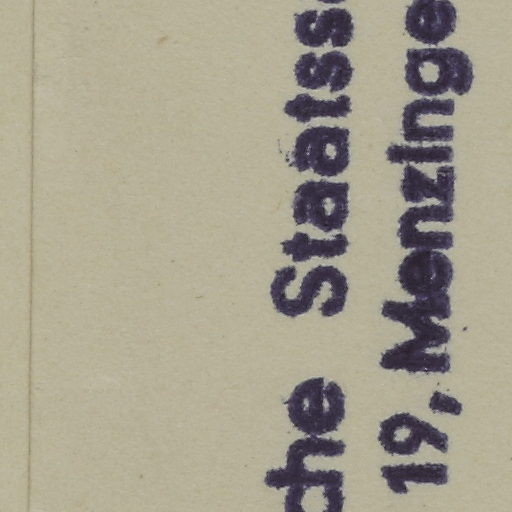 che Staatss
19, Menzinge